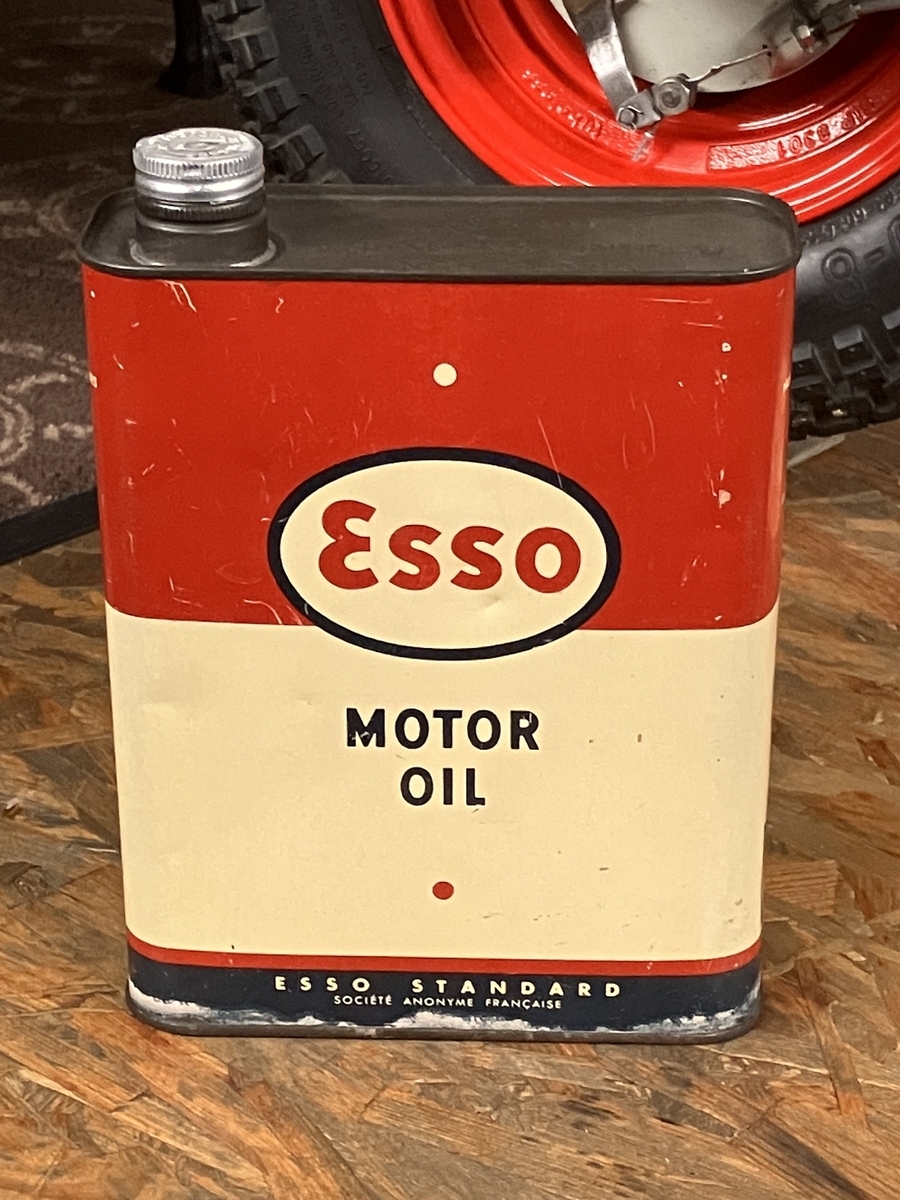 Esso
MOTOR
OIL
ESSO STANDARD
SOCIÉTÉ ANONYME FRANÇAISE